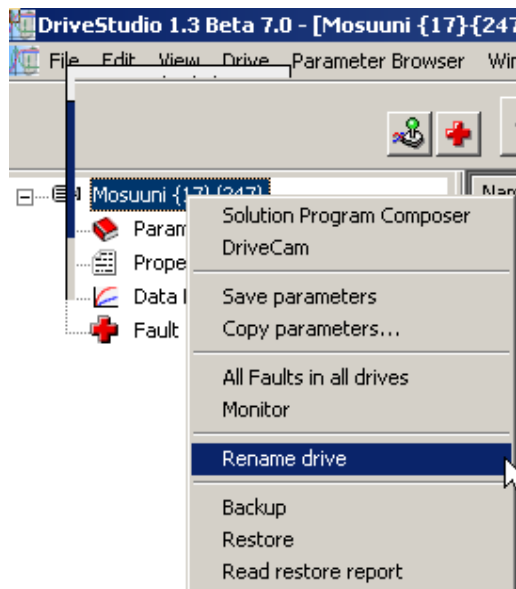 DriveStudio 1.3 Beta 7.0 - [Mosuuni {17}{247
File Edit View Drive Parameter Browser Win
Mosuuni {17} {247}
Nam
Solution Program Composer
Param
DriveCam
Prope
Save parameters
Data l
Copy parameters...
Fault
All Faults in all drives
Monitor
Rename drive
Backup
Restore
Read restore report